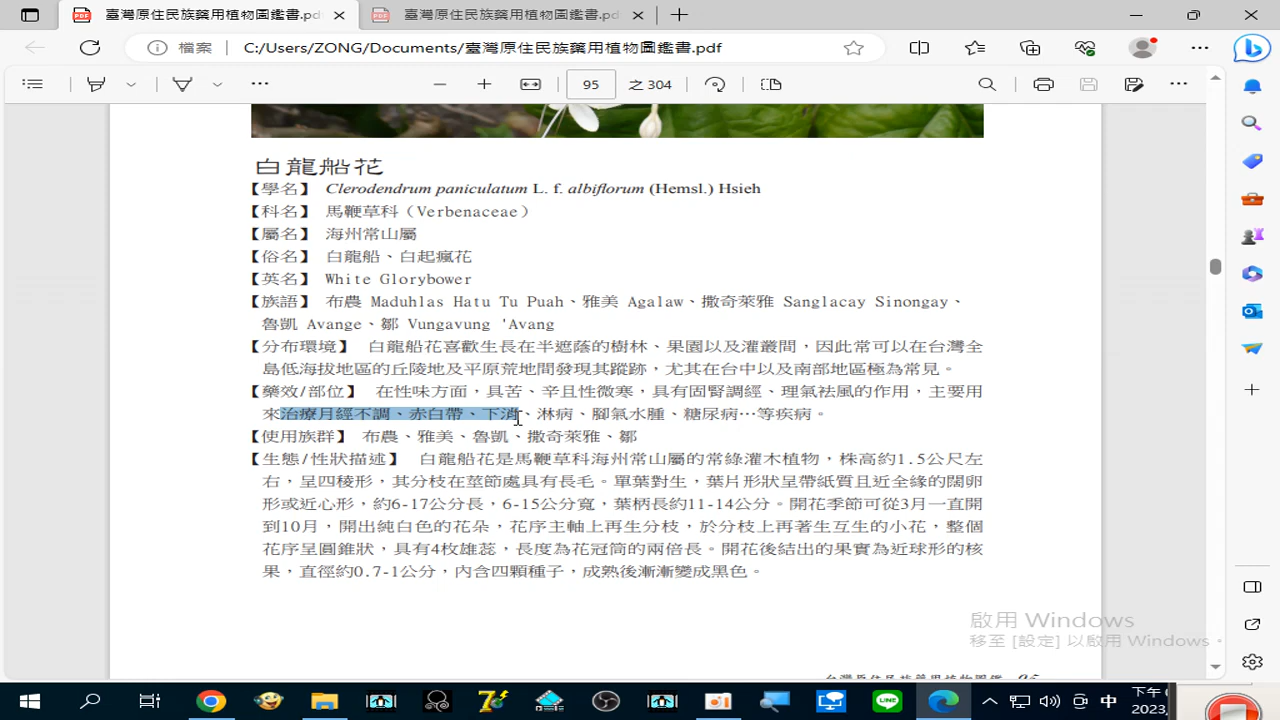 臺灣原住民族藥用植物圖鑑書.pdf
臺灣原住民族藥用植物圖鑑書.pdf
檔案
C:/Users/ZONG/Documents/臺灣原住民族藥用植物圖鑑書.pdf
95
之 304
白龍船花
【學名】 Clerodendrum paniculatum L. f. albiflorum (Hemsl.) Hsieh
【科名】 馬鞭草科（Verbenaceae）
【屬名】 海州常山屬
【俗名】 白龍船、白起瘋花
【英名】 White Glorybower
【族語】 布農 Maduhlas Hatu Tu Puah、雅美 Agalaw、撒奇萊雅 Sanglacay Sinongay、
魯凱 Avange、鄒 Vungavung 'Avang
【分布環境】 白龍船花喜歡生長在半遮蔭的樹林、果園以及灌叢間，因此常可以在台灣全
島低海拔地區的丘陵地及平原荒地間發現其蹤跡，尤其在台中以及南部地區極為常見。
【藥效/部位】 在性味方面，具苦、辛且性微寒，具有固腎調經、理氣袪風的作用，主要用
來治療月經不調、赤白帶、下消、淋病、腳氣水腫、糖尿病…等疾病。
【使用族群】 布農、雅美、魯凱、撒奇萊雅、鄒
【生態/性狀描述】 白龍船花是馬鞭草科海州常山屬的常綠灌木植物，株高約1.5公尺左
右，呈四稜形，其分枝在莖節處具有長毛。單葉對生，葉片形狀呈帶紙質且近全緣的闊卵
形或近心形，約6-17公分長，6-15公分寬，葉柄長約11-14公分。開花季節可從3月一直開
到10月，開出純白色的花朵，花序主軸上再生分枝，於分枝上再著生互生的小花，整個
花序呈圓錐狀，具有4枚雄蕊，長度為花冠筒的兩倍長。開花後結出的果實為近球形的核
果，直徑約0.7-1公分，內含四顆種子，成熟後漸漸變成黑色。
啟用 Windows
移至 [設定] 以啟用 Windows。
中
下午
2023